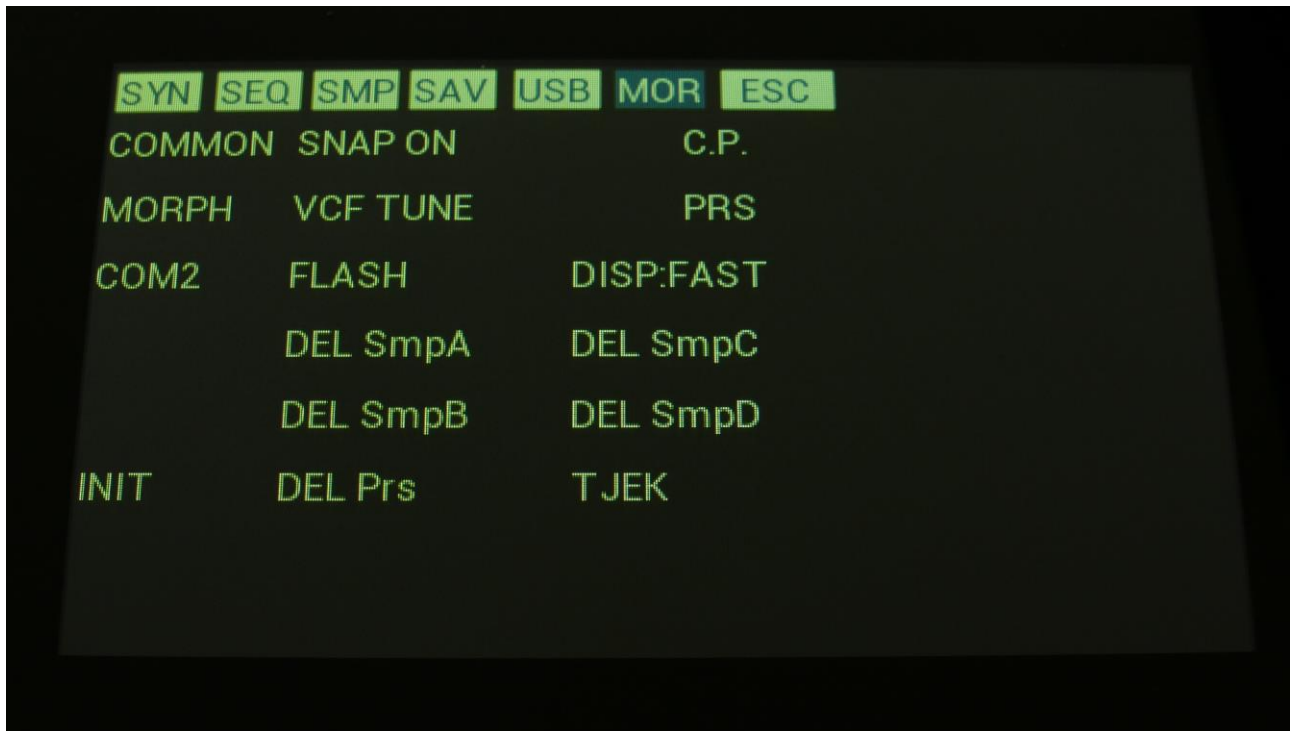 SYN SEQ SMP SAV USB MOR ESC
COMMON SNAP ON C.P.
MORPH VCF TUNE PRS
COM2 FLASH DISP:FAST
DEL SmpA DEL SmpC
DEL SmpB DEL SmpD
INIT DEL Prs TJEK